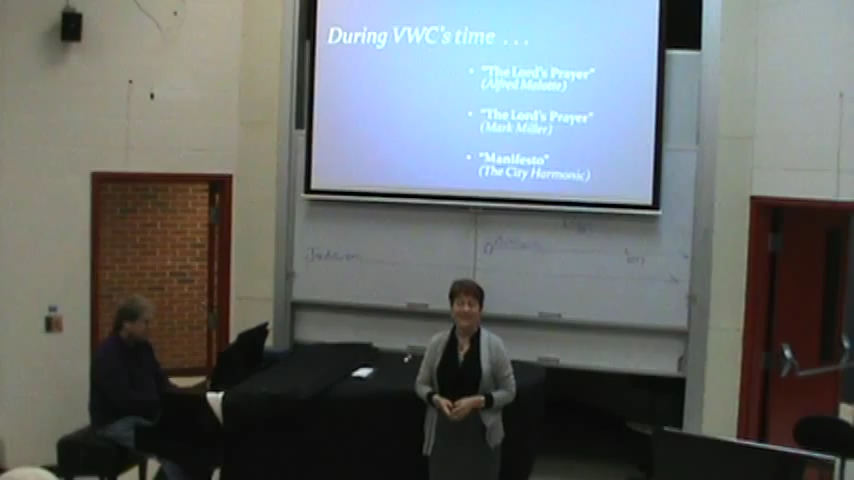 During VWC's time . . .
• "The Lord's Prayer"
(Alfred Malotte)
• "The Lord's Prayer"
(Mark Miller)
• "Manifesto"
(The City Harmonic)